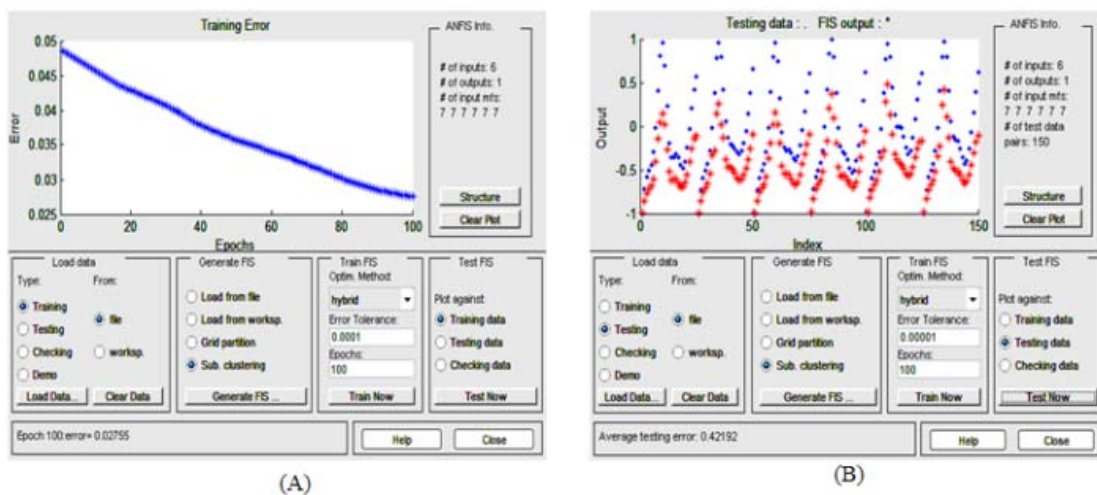 Training Error
0.05
0.045
0.04
0.035
0.03
0.025
Error
0 20 40 60 80 100
Epochs
ANFIS Info.
# of inputs: 6
# of outputs: 1
# of input mfs:
7 7 7 7 7 7
Structure
Clear Plot
Load data
Type: From:
Training
Testing
Checking
Demo
file
worksp.
Load Data... Clear Data
Generate FIS
Load from file
Load from worksp.
Grid partition
Sub. clustering
Generate FIS ...
Train FIS
Optim. Method:
hybrid
Error Tolerance:
0.0001
Epochs:
100
Train Now
Test FIS
Plot against:
Training data
Testing data
Checking data
Test Now
Epoch 100:error= 0.02755
Help Close
(A)
Testing data : . FIS output : *
1
0.5
0
-0.5
-1
Output
0 50 100 150
Index
ANFIS Info.
# of inputs: 6
# of outputs: 1
# of input mfs:
7 7 7 7 7 7
# of test data
pairs: 150
Structure
Clear Plot
Load data
Type: From:
Training
Testing
Checking
Demo
file
worksp.
Load Data... Clear Data
Generate FIS
Load from file
Load from worksp.
Grid partition
Sub. clustering
Generate FIS ...
Train FIS
Optim. Method:
hybrid
Error Tolerance:
0.00001
Epochs:
100
Train Now
Test FIS
Plot against:
Training data
Testing data
Checking data
Test Now
Average testing error: 0.42192
Help Close
(B)